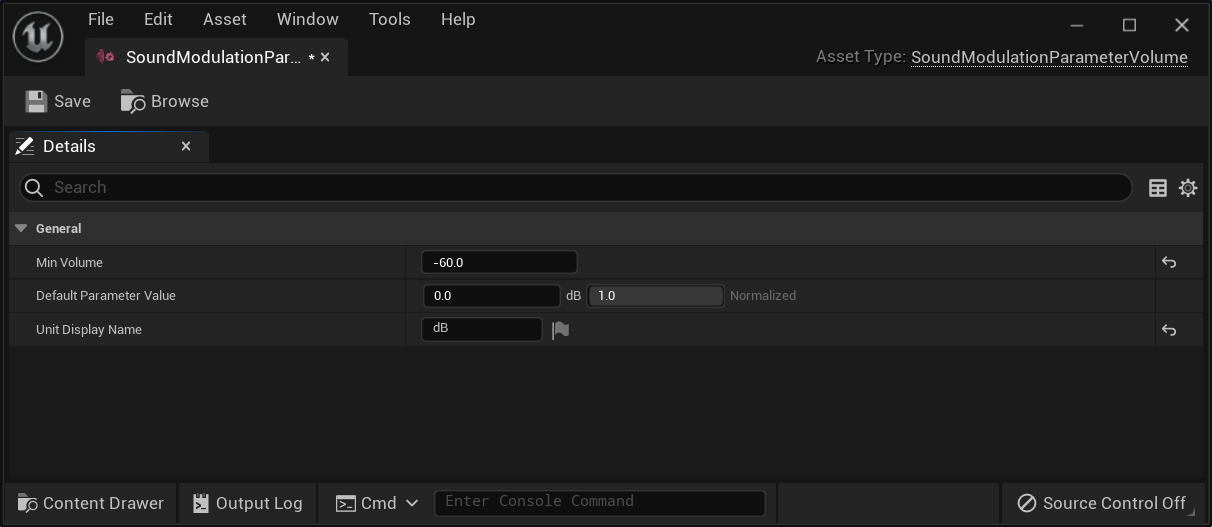 File Edit Asset Window Tools Help
SoundModulationPar... * ×
Asset Type: SoundModulationParameterVolume
Save Browse
Details ×
Search
General
Min Volume -60.0
Default Parameter Value 0.0 dB 1.0 Normalized
Unit Display Name dB
Content Drawer Output Log Cmd Enter Console Command Source Control Off